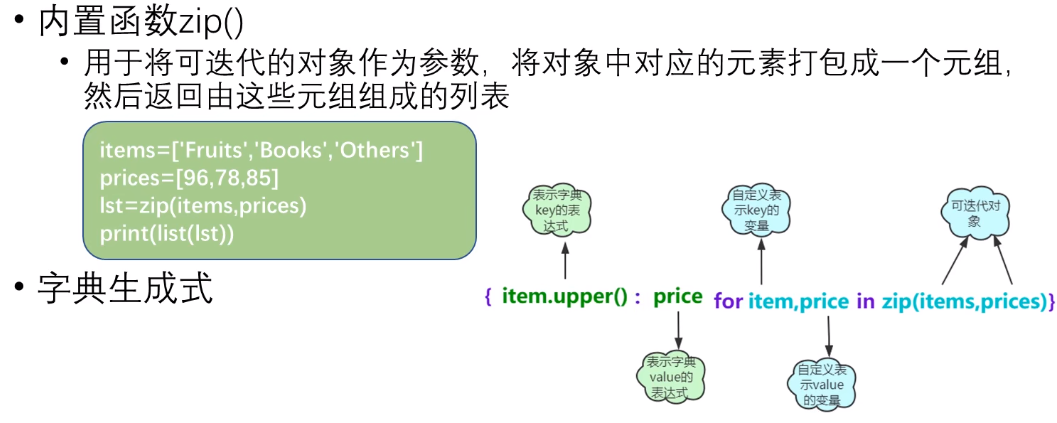 • 内置函数zip()
• 用于将可迭代的对象作为参数，将对象中对应的元素打包成一个元组，
然后返回由这些元组组成的列表
items=['Fruits','Books','Others']
prices=[96,78,85]
lst=zip(items,prices)
print(list(lst))
• 字典生成式
表示字典
key的表
达式
自定义表
示key的
变量
可迭代对
象
{ item.upper() : price for item,price in zip(items,prices)}
表示字典
value的
表达式
自定义表
示value
的变量